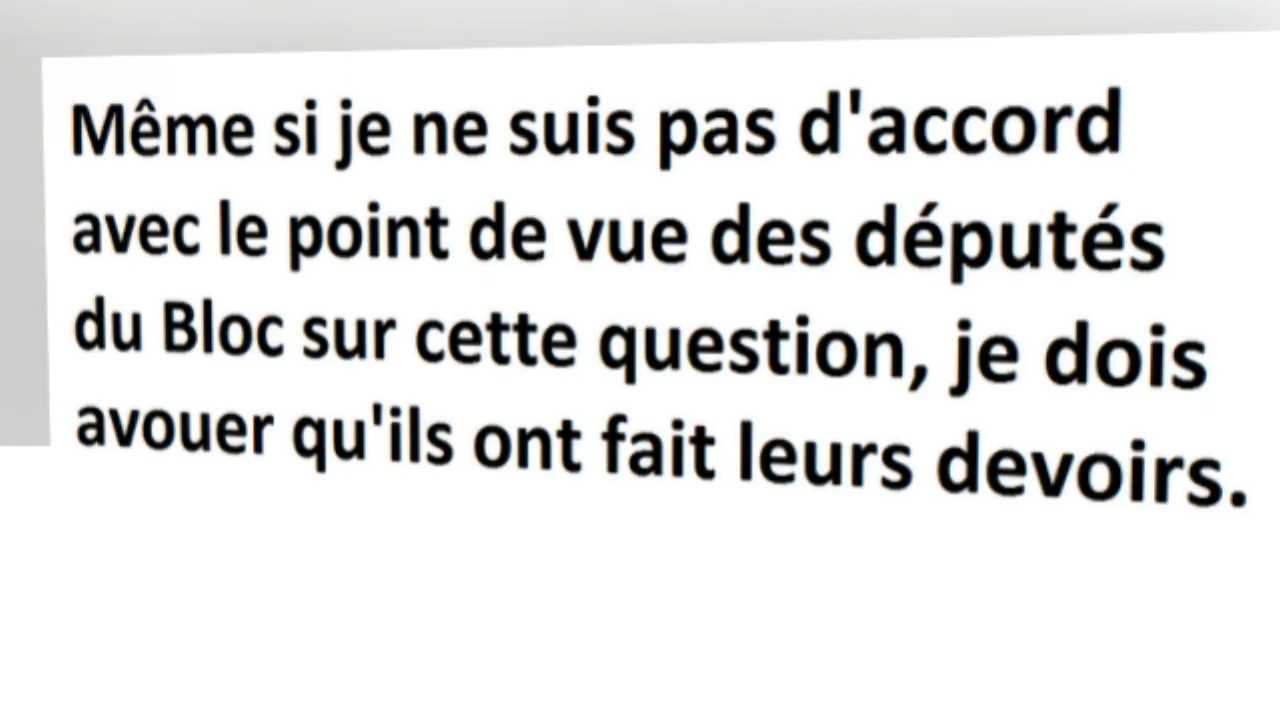 Même si je ne suis pas d'accord
avec le point de vue des députés
du Bloc sur cette question, je dois
avouer qu'ils ont fait leurs devoirs.